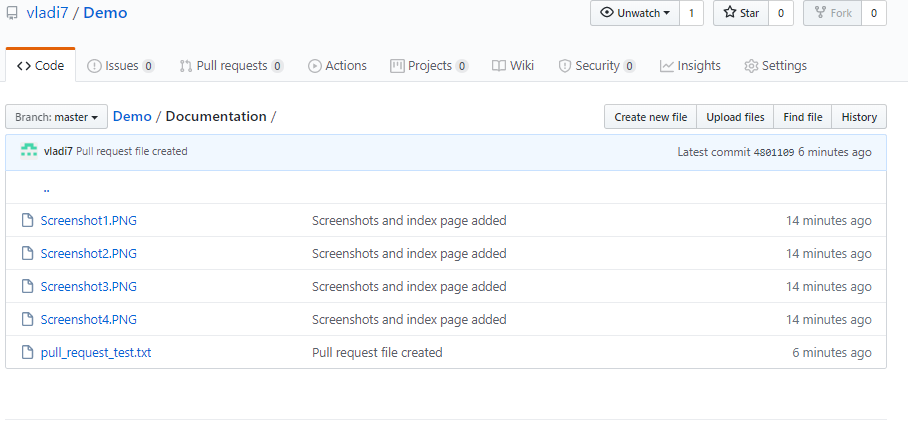 vladi7 / Demo Unwatch 1 Star 0 Fork 0
Code Issues 0 Pull requests 0 Actions Projects 0 Wiki Security 0 Insights Settings
Branch: master Demo / Documentation / Create new file Upload files Find file History
vladi7 Pull request file created Latest commit 4801109 6 minutes ago
..
Screenshot1.PNG Screenshots and index page added 14 minutes ago
Screenshot2.PNG Screenshots and index page added 14 minutes ago
Screenshot3.PNG Screenshots and index page added 14 minutes ago
Screenshot4.PNG Screenshots and index page added 14 minutes ago
pull_request_test.txt Pull request file created 6 minutes ago